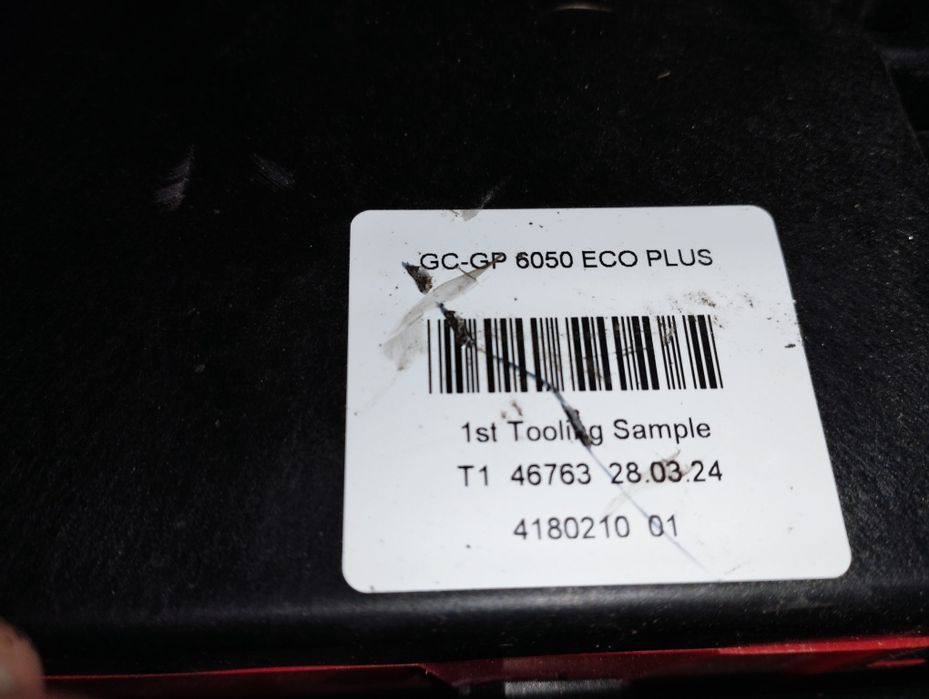 GC-GP 6050 ECO PLUS
1st Tooling Sample
T1 46763 28.03.24
4180210 01